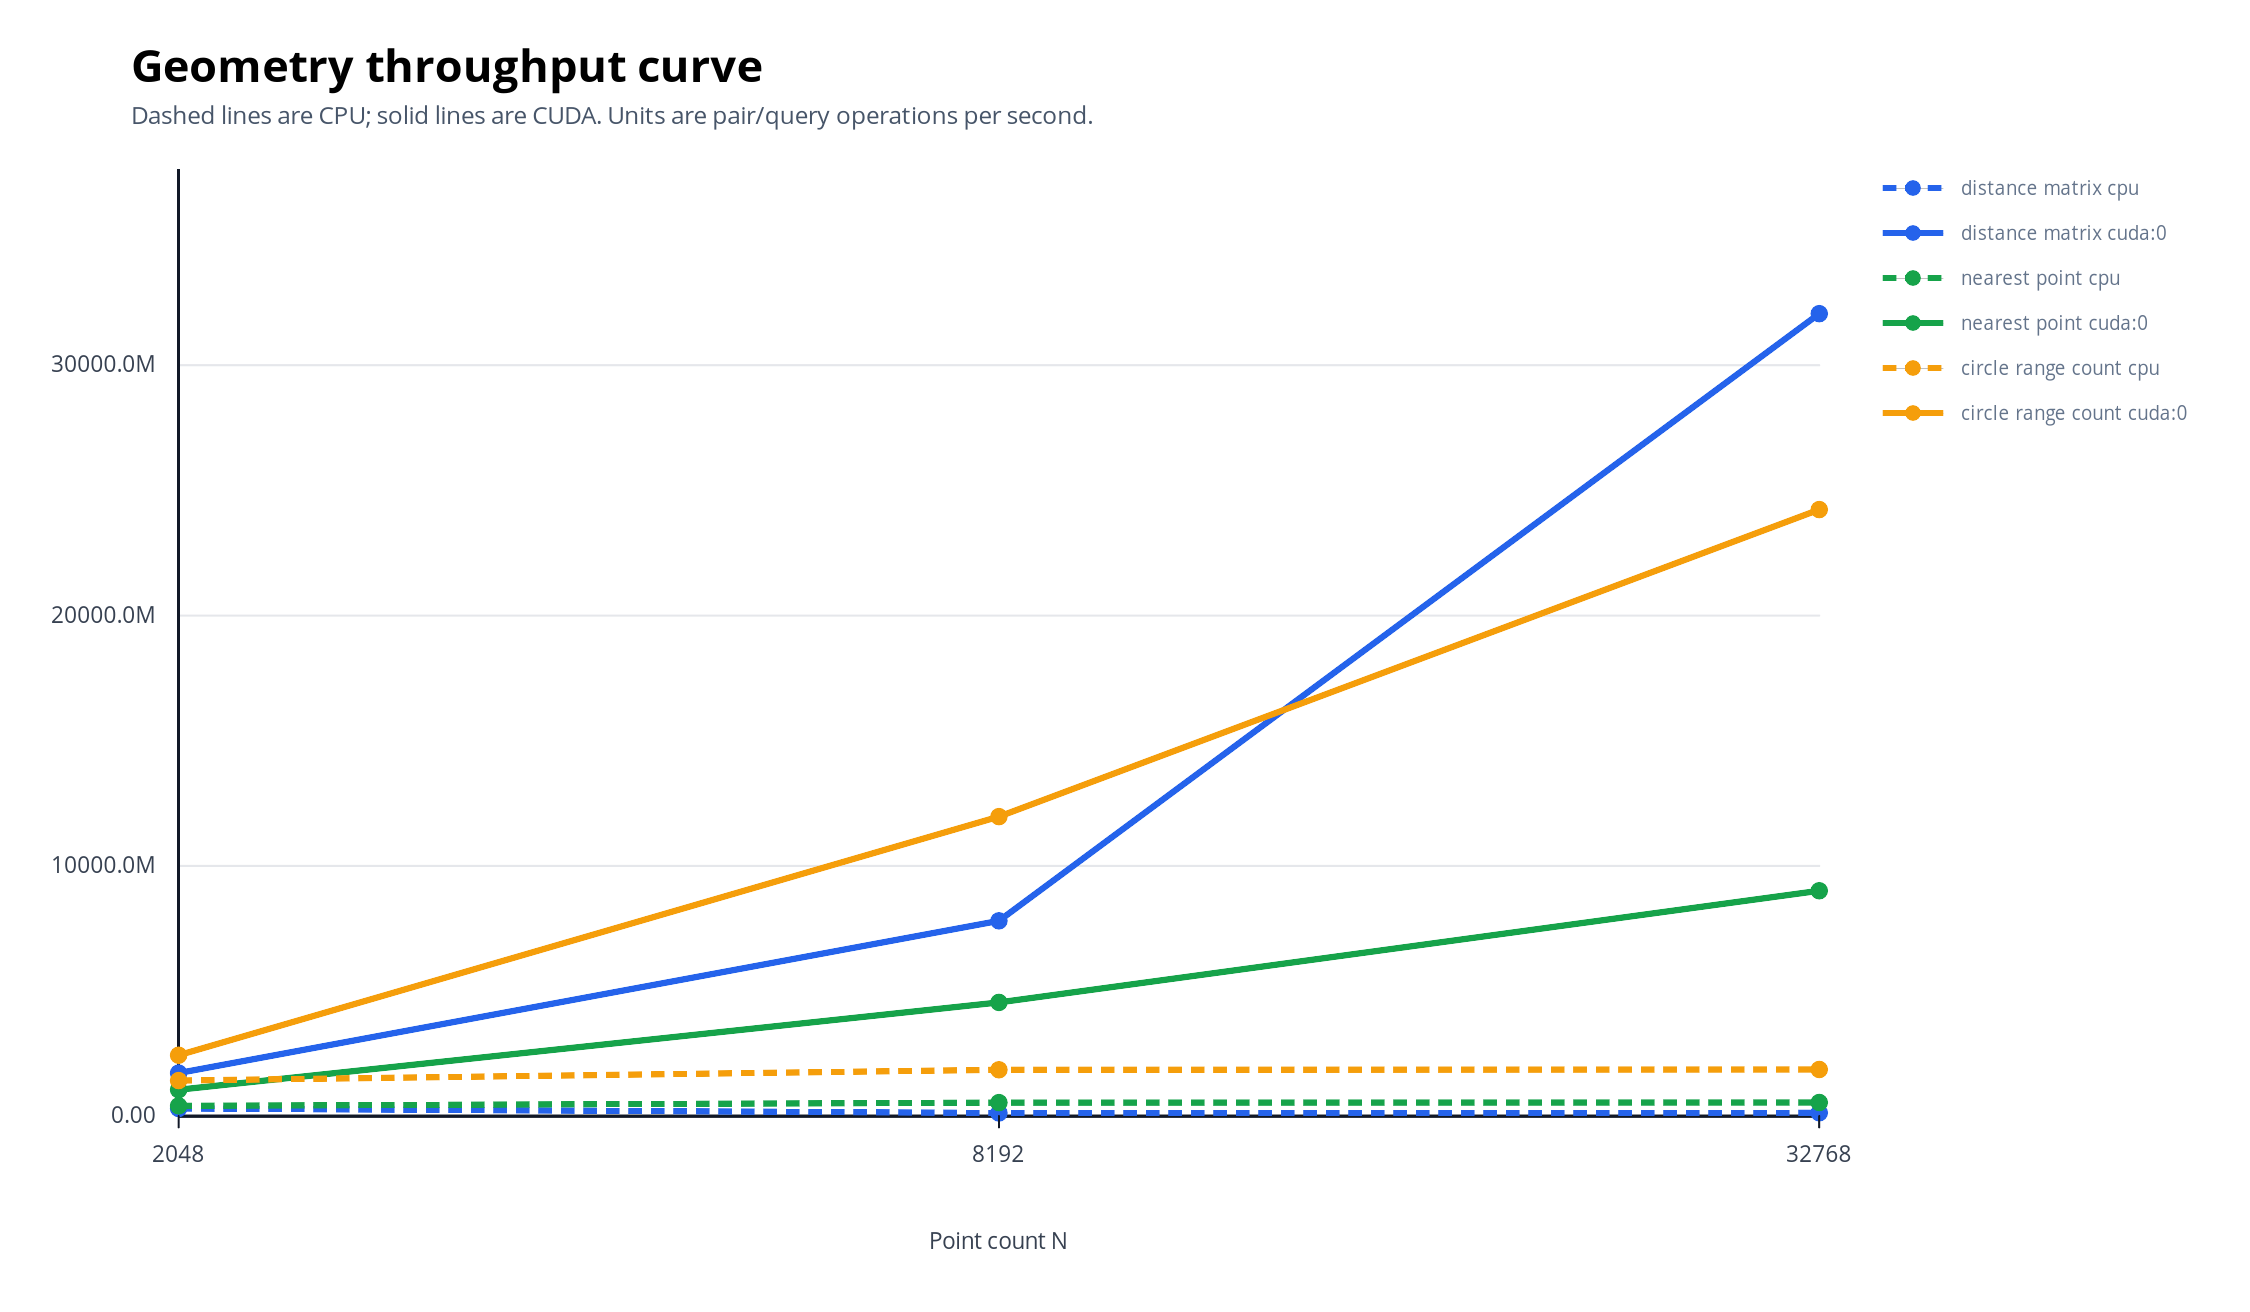 Geometry throughput curve
Dashed lines are CPU; solid lines are CUDA. Units are pair/query operations per second.
distance matrix cpu
distance matrix cuda:0
nearest point cpu
nearest point cuda:0
circle range count cpu
circle range count cuda:0
30000.0M
20000.0M
10000.0M
0.00
2048
8192
32768
Point count N